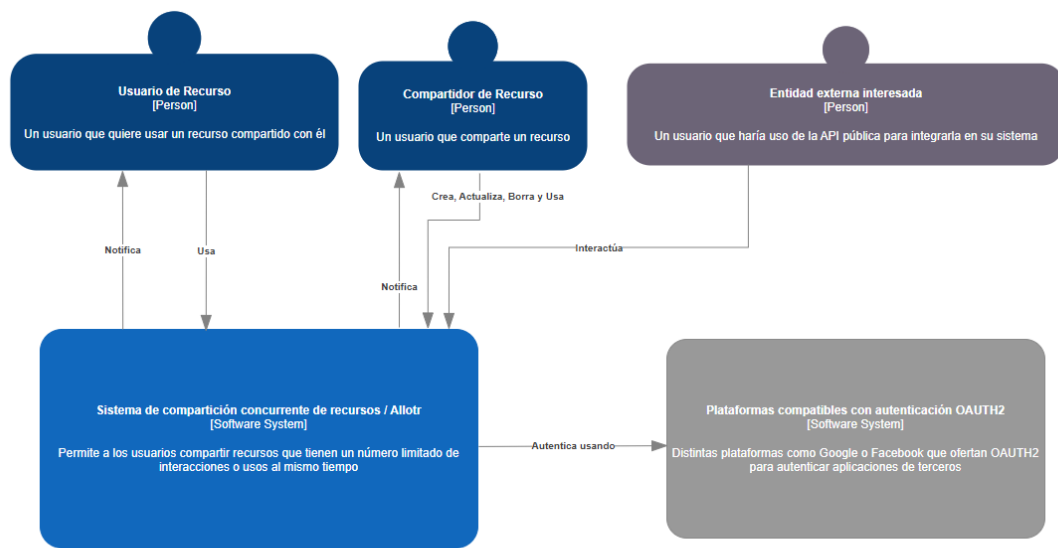 Usuario de Recurso
[Person]
Un usuario que quiere usar un recurso compartido con él
Compartidor de Recurso
[Person]
Un usuario que comparte un recurso
Entidad externa interesada
[Person]
Un usuario que haría uso de la API pública para integrarla en su sistema
Crea, Actualiza, Borra y Usa
Notifica
Usa
Interactúa
Notifica
Sistema de compartición concurrente de recursos / Allotr
[Software System]
Permite a los usuarios compartir recursos que tienen un número limitado de
interacciones o usos al mismo tiempo
Autentica usando
Plataformas compatibles con autenticación OAUTH2
[Software System]
Distintas plataformas como Google o Facebook que ofertan OAUTH2
para autenticar aplicaciones de terceros